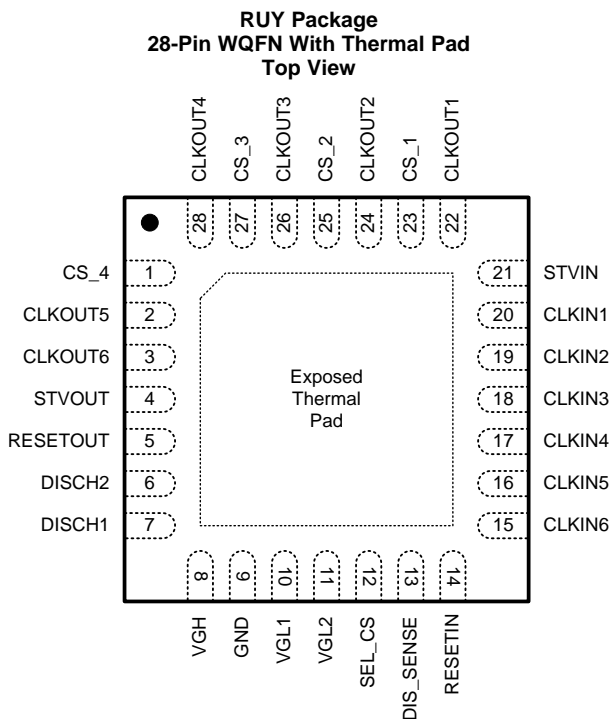 RUY Package
28-Pin WQFN With Thermal Pad
Top View
CLKOUT4
CS_3
CLKOUT3
CS_2
CLKOUT2
CS_1
CLKOUT1
28
27
26
25
24
23
22
CS_4 1
CLKOUT5 2
CLKOUT6 3
STVOUT 4
RESETOUT 5
DISCH2 6
DISCH1 7
Exposed
Thermal
Pad
21 STVIN
20 CLKIN1
19 CLKIN2
18 CLKIN3
17 CLKIN4
16 CLKIN5
15 CLKIN6
8
9
10
11
12
13
14
VGH
GND
VGL1
VGL2
SEL_CS
DIS_SENSE
RESETIN